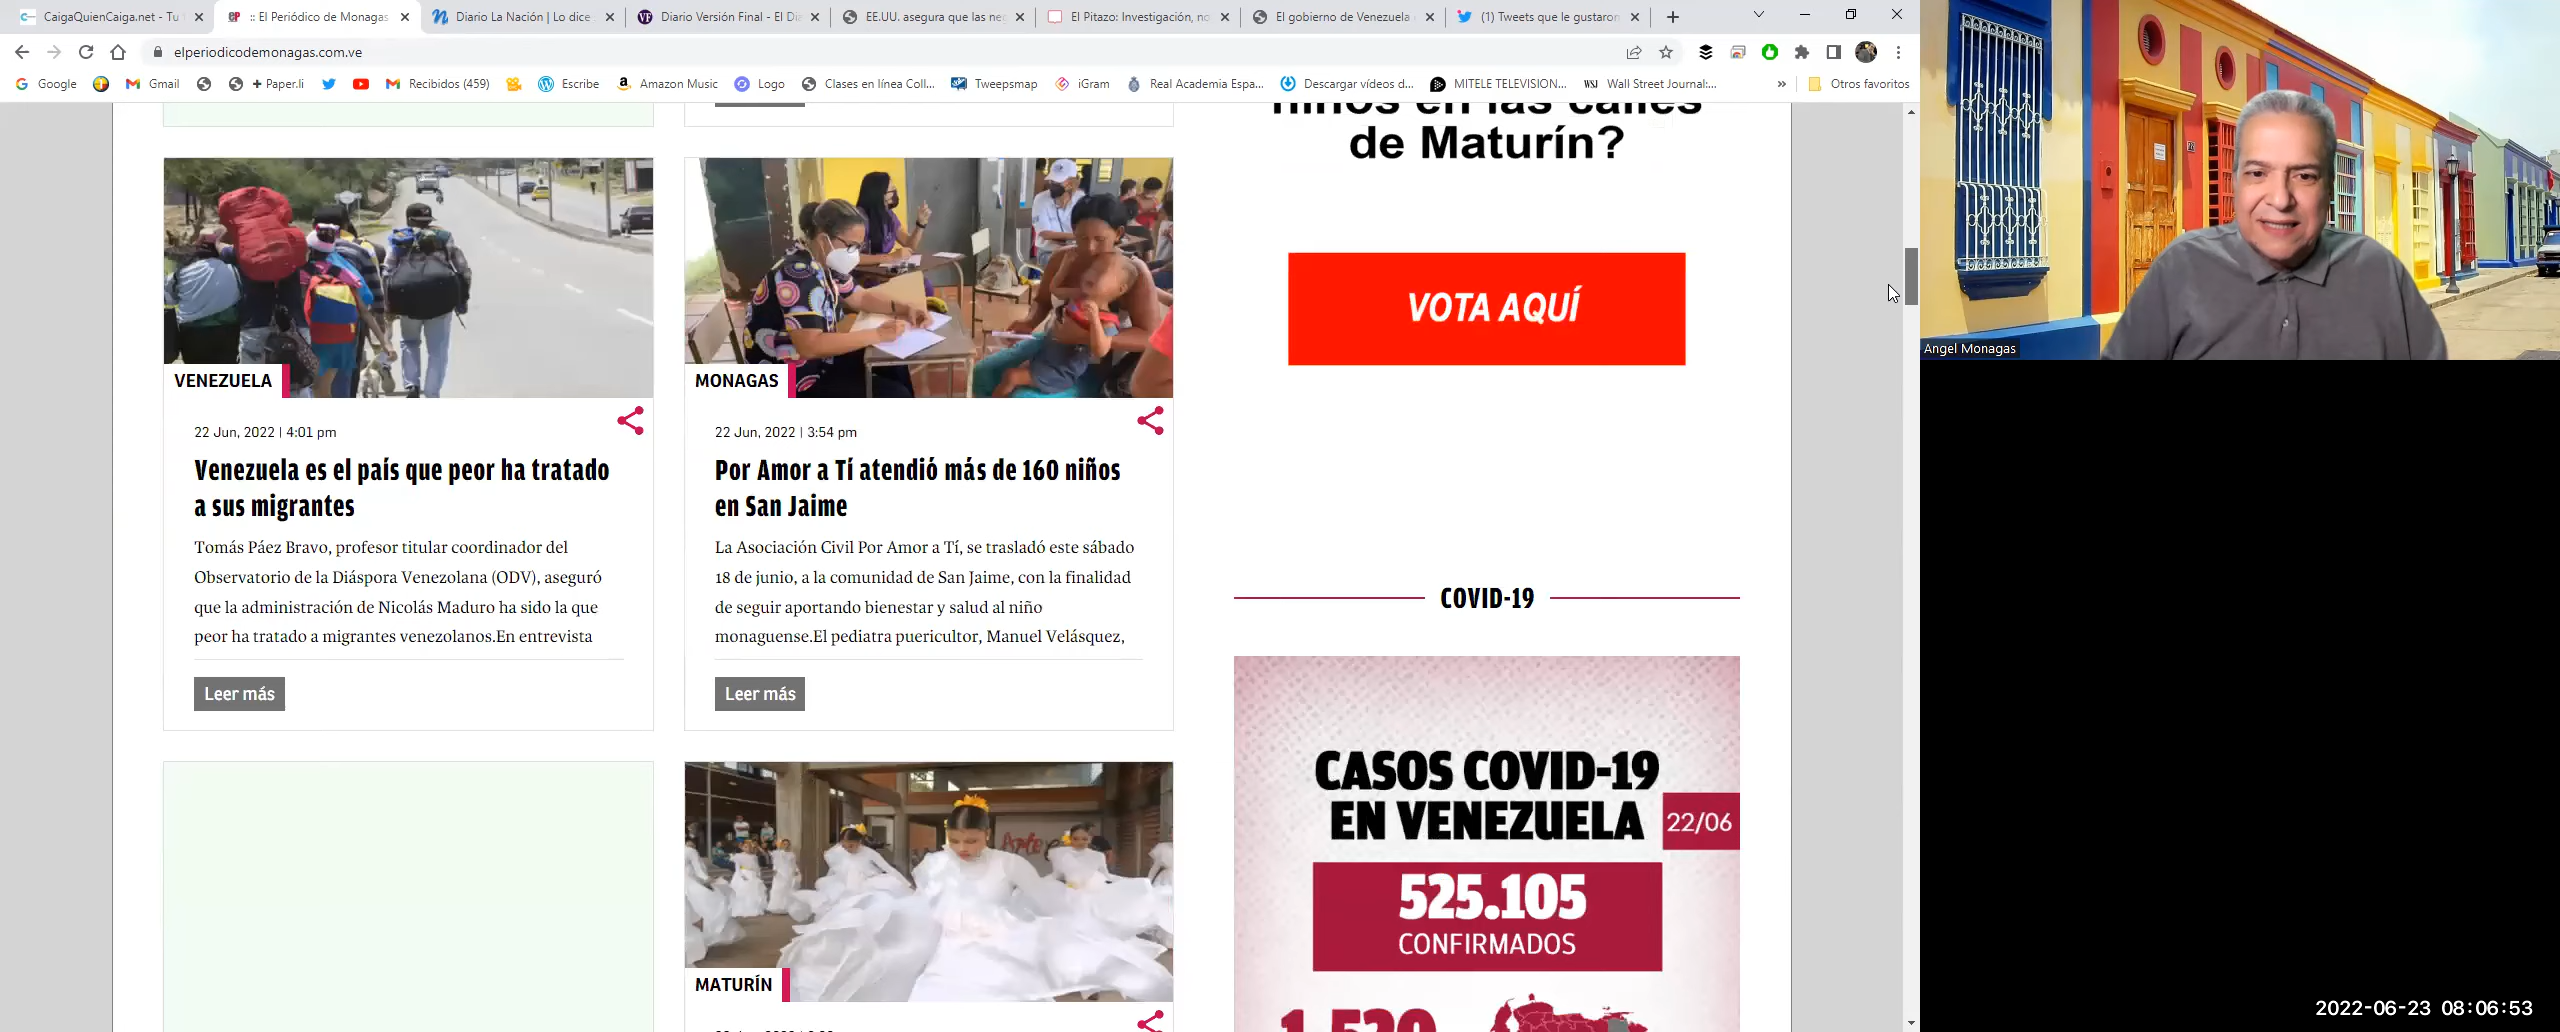 CaigaQuienCaiga.net - Tu
:: El Periódico de Monagas
Diario La Nación | Lo dice
Diario Versión Final - El Dia
EE.UU. asegura que las neg
El Pitazo: Investigación, no
El gobierno de Venezuela
(1) Tweets que le gustaron
elperiodicodemonagas.com.ve
Google
Gmail
+ Paper.li
Recibidos (459)
Escribe
Amazon Music
Logo
Clases en línea Coll...
Tweepsmap
iGram
Real Academia Espa...
Descargar vídeos d...
MITELE TELEVISION...
WSJ
Wall Street Journal:...
»
Otros favoritos
VENEZUELA
22 Jun, 2022 | 4:01 pm
Venezuela es el país que peor ha tratado
a sus migrantes
Tomás Páez Bravo, profesor titular coordinador del
Observatorio de la Diáspora Venezolana (ODV), aseguró
que la administración de Nicolás Maduro ha sido la que
peor ha tratado a migrantes venezolanos.En entrevista
Leer más
MONAGAS
22 Jun, 2022 | 3:54 pm
Por Amor a Tí atendió más de 160 niños
en San Jaime
La Asociación Civil Por Amor a Tí, se trasladó este sábado
18 de junio, a la comunidad de San Jaime, con la finalidad
de seguir aportando bienestar y salud al niño
monaguense.El pediatra puericultor, Manuel Velásquez,
Leer más
MATURÍN
niños en las calles
de Maturín?
VOTA AQUÍ
COVID-19
CASOS COVID-19
EN VENEZUELA
22/06
525.105
CONFIRMADOS
1.520
Angel Monagas
2022-06-23 08:06:53